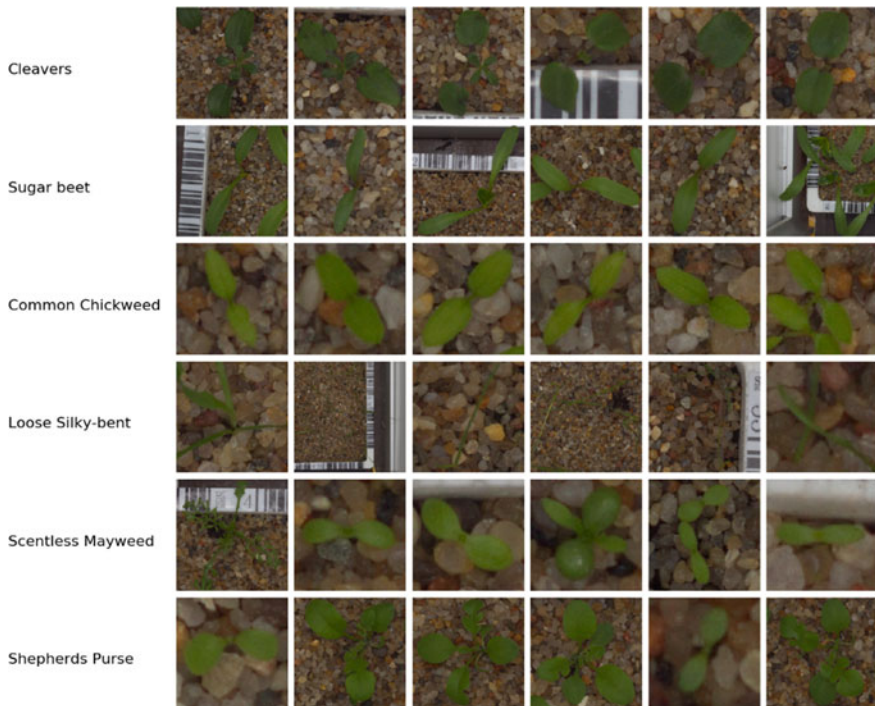 Cleavers
Sugar beet
Common Chickweed
Loose Silky-bent
Scentless Mayweed
Shepherds Purse